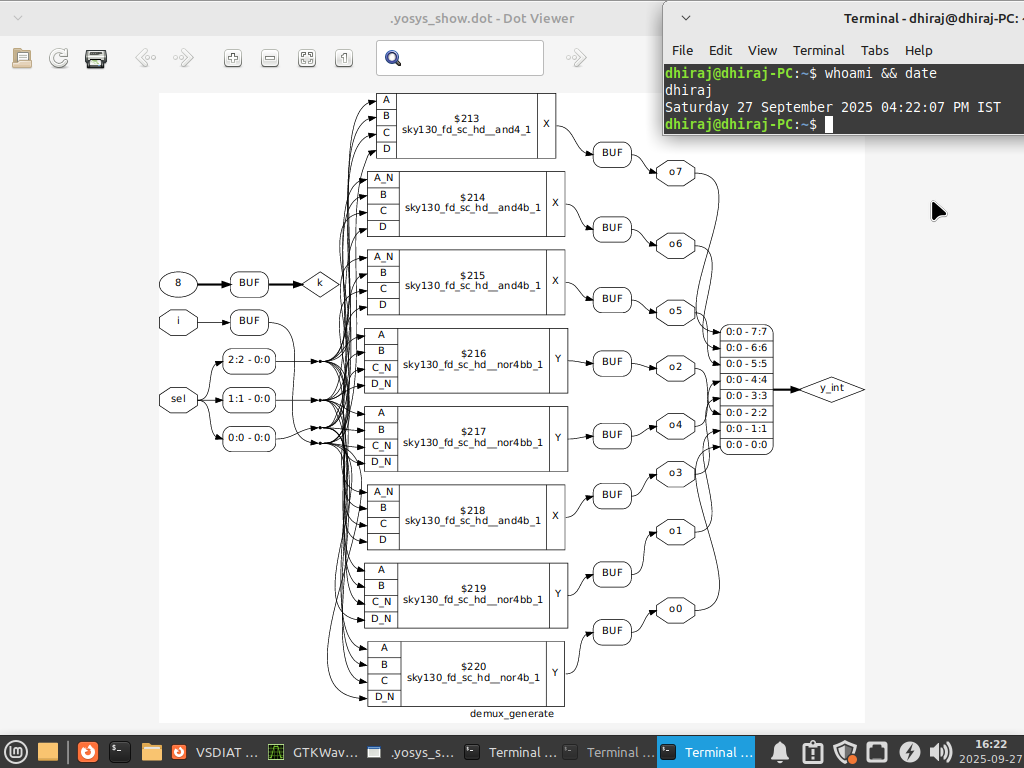 .yosys_show.dot - Dot Viewer
Terminal - dhiraj@dhiraj-PC: -
File Edit View Terminal Tabs Help
dhiraj@dhiraj-PC:~$ whoami && date
dhiraj
Saturday 27 September 2025 04:22:07 PM IST
dhiraj@dhiraj-PC:~$
A
B
C
D
$213
sky130_fd_sc_hd__and4_1
X
BUF
o7
A_N
B
C
D
$214
sky130_fd_sc_hd__and4b_1
X
BUF
o6
A_N
B
C
D
$215
sky130_fd_sc_hd__and4b_1
X
BUF
o5
8
BUF
k
i
BUF
sel
2:2 - 0:0
1:1 - 0:0
0:0 - 0:0
A
B
C_N
D_N
$216
sky130_fd_sc_hd__nor4bb_1
Y
BUF
o2
A
B
C_N
D_N
$217
sky130_fd_sc_hd__nor4bb_1
Y
BUF
o4
A_N
B
C
D
$218
sky130_fd_sc_hd__and4b_1
X
BUF
o3
A
B
C_N
D_N
$219
sky130_fd_sc_hd__nor4bb_1
Y
BUF
o1
A
B
C
D_N
$220
sky130_fd_sc_hd__nor4b_1
Y
BUF
o0
0:0 - 7:7
0:0 - 6:6
0:0 - 5:5
0:0 - 4:4
0:0 - 3:3
0:0 - 2:2
0:0 - 1:1
0:0 - 0:0
y_int
demux_generate
VSDIAT ...
GTKWav...
.yosys_s...
Terminal ...
Terminal ...
Terminal ...
16:22
2025-09-27